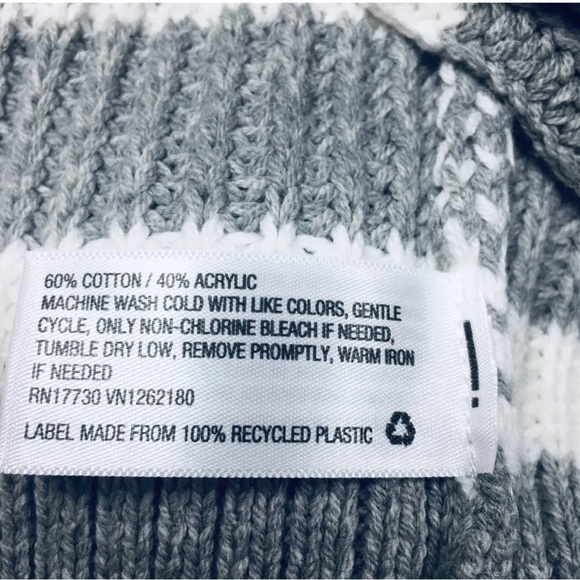 60% COTTON / 40% ACRYLIC
MACHINE WASH COLD WITH LIKE COLORS, GENTLE
CYCLE, ONLY NON-CHLORINE BLEACH IF NEEDED,
TUMBLE DRY LOW, REMOVE PROMPTLY, WARM IRON
IF NEEDED
RN17730 VN1262180
LABEL MADE FROM 100% RECYCLED PLASTIC